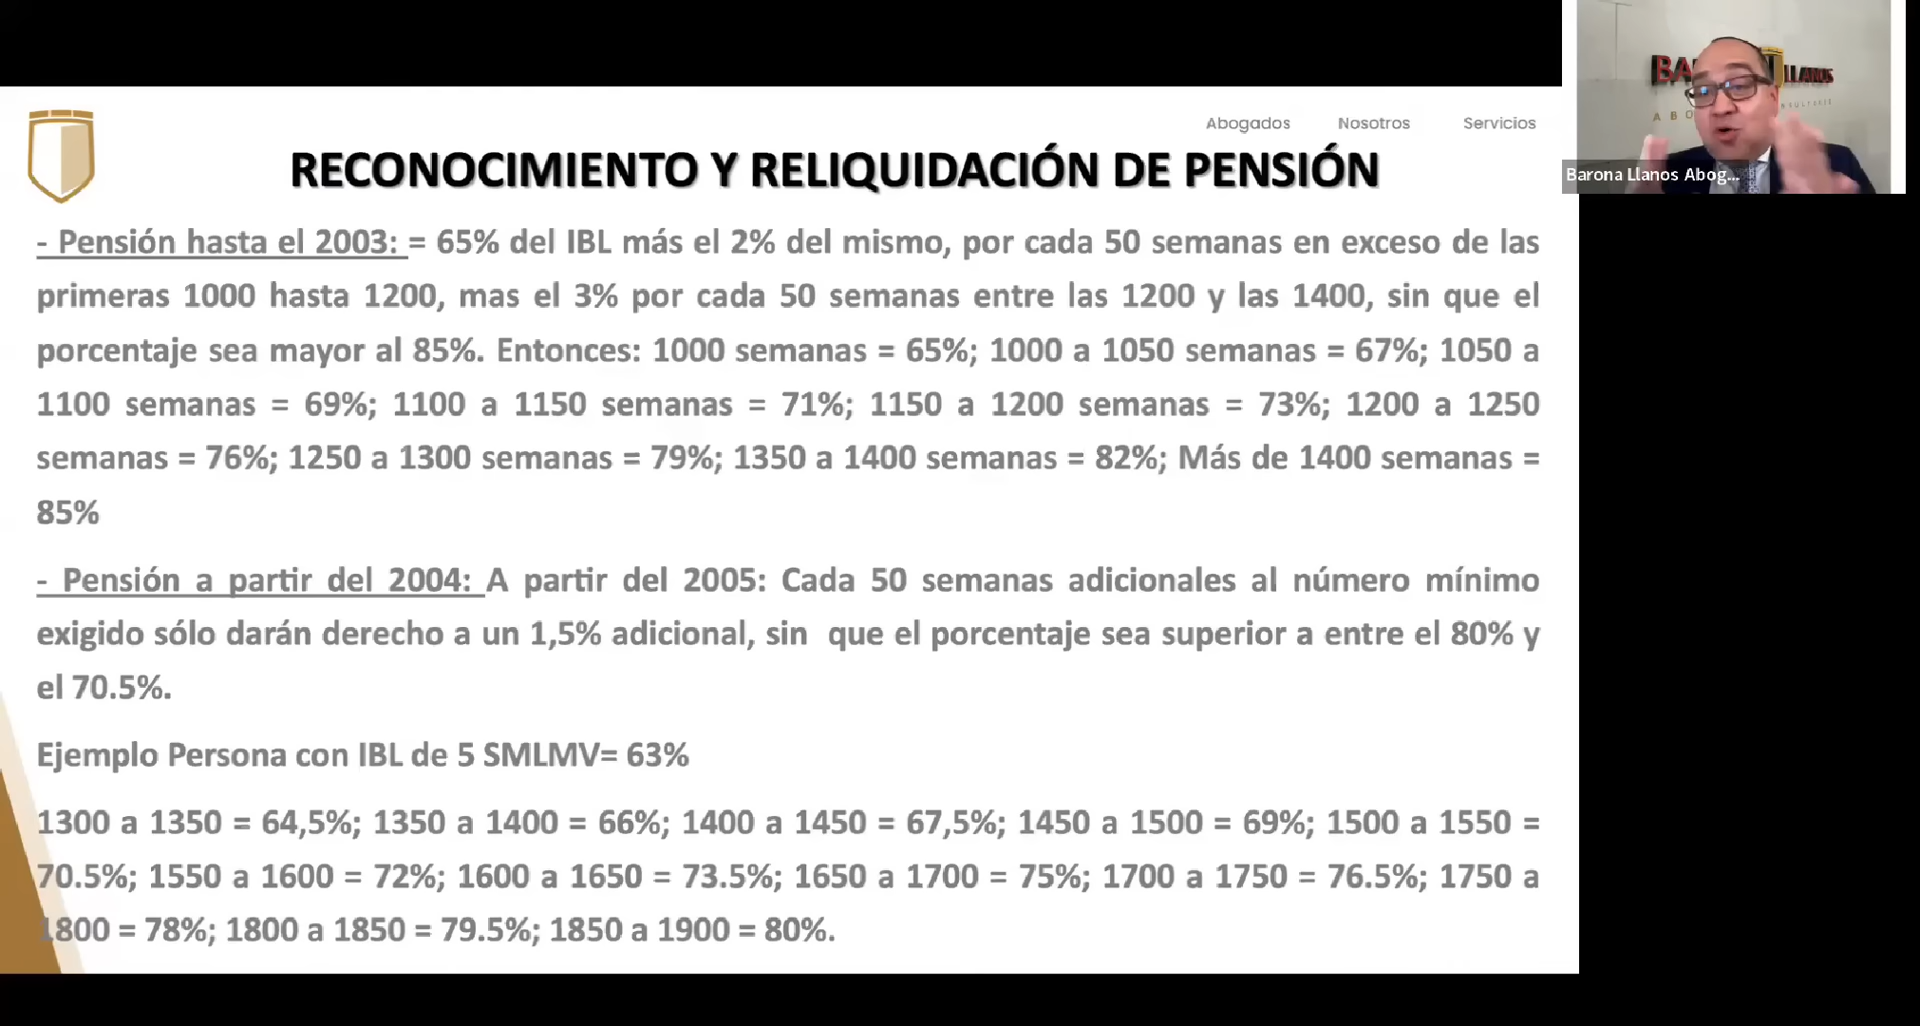 BA LLANOS
ABO
Barona Llanos Abog...
Abogados Nosotros Servicios
RECONOCIMIENTO Y RELIQUIDACIÓN DE PENSIÓN
- Pensión hasta el 2003: = 65% del IBL más el 2% del mismo, por cada 50 semanas en exceso de las
primeras 1000 hasta 1200, mas el 3% por cada 50 semanas entre las 1200 y las 1400, sin que el
porcentaje sea mayor al 85%. Entonces: 1000 semanas = 65%; 1000 a 1050 semanas = 67%; 1050 a
1100 semanas = 69%; 1100 a 1150 semanas = 71%; 1150 a 1200 semanas = 73%; 1200 a 1250
semanas = 76%; 1250 a 1300 semanas = 79%; 1350 a 1400 semanas = 82%; Más de 1400 semanas =
85%
- Pensión a partir del 2004: A partir del 2005: Cada 50 semanas adicionales al número mínimo
exigido sólo darán derecho a un 1,5% adicional, sin que el porcentaje sea superior a entre el 80% y
el 70.5%.
Ejemplo Persona con IBL de 5 SMLMV= 63%
1300 a 1350 = 64,5%; 1350 a 1400 = 66%; 1400 a 1450 = 67,5%; 1450 a 1500 = 69%; 1500 a 1550 =
70.5%; 1550 a 1600 = 72%; 1600 a 1650 = 73.5%; 1650 a 1700 = 75%; 1700 a 1750 = 76.5%; 1750 a
1800 = 78%; 1800 a 1850 = 79.5%; 1850 a 1900 = 80%.